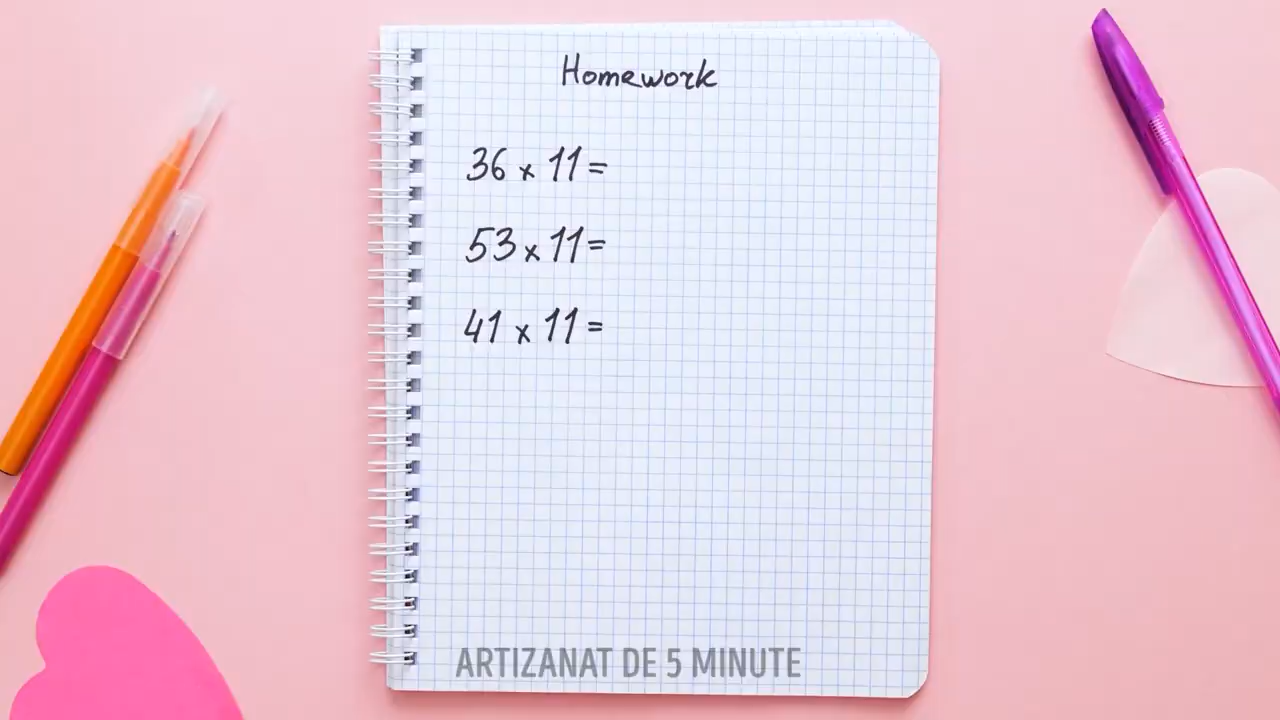 Homework
36 x 11 =
53 x 11 =
41 x 11 =
ARTIZANAT DE 5 MINUTE